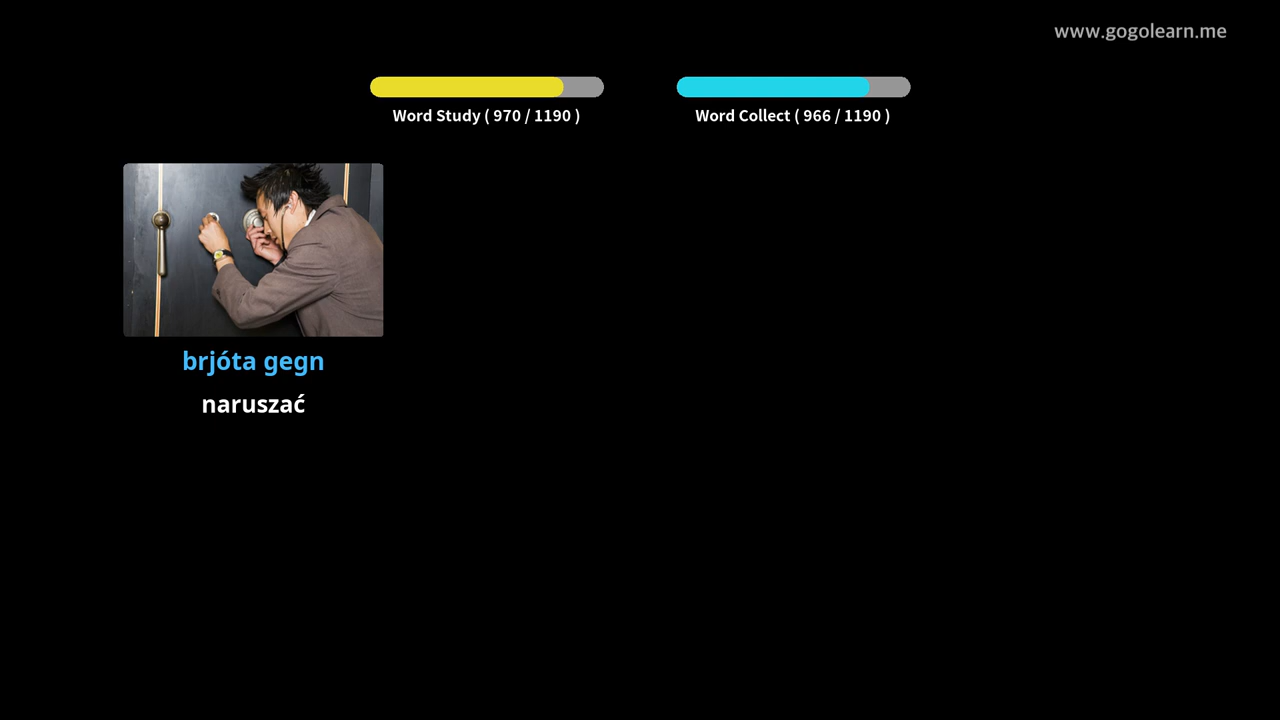 www.gogolearn.me
Word Study ( 970 / 1190 )
Word Collect ( 966 / 1190 )
brjóta gegn
naruszać